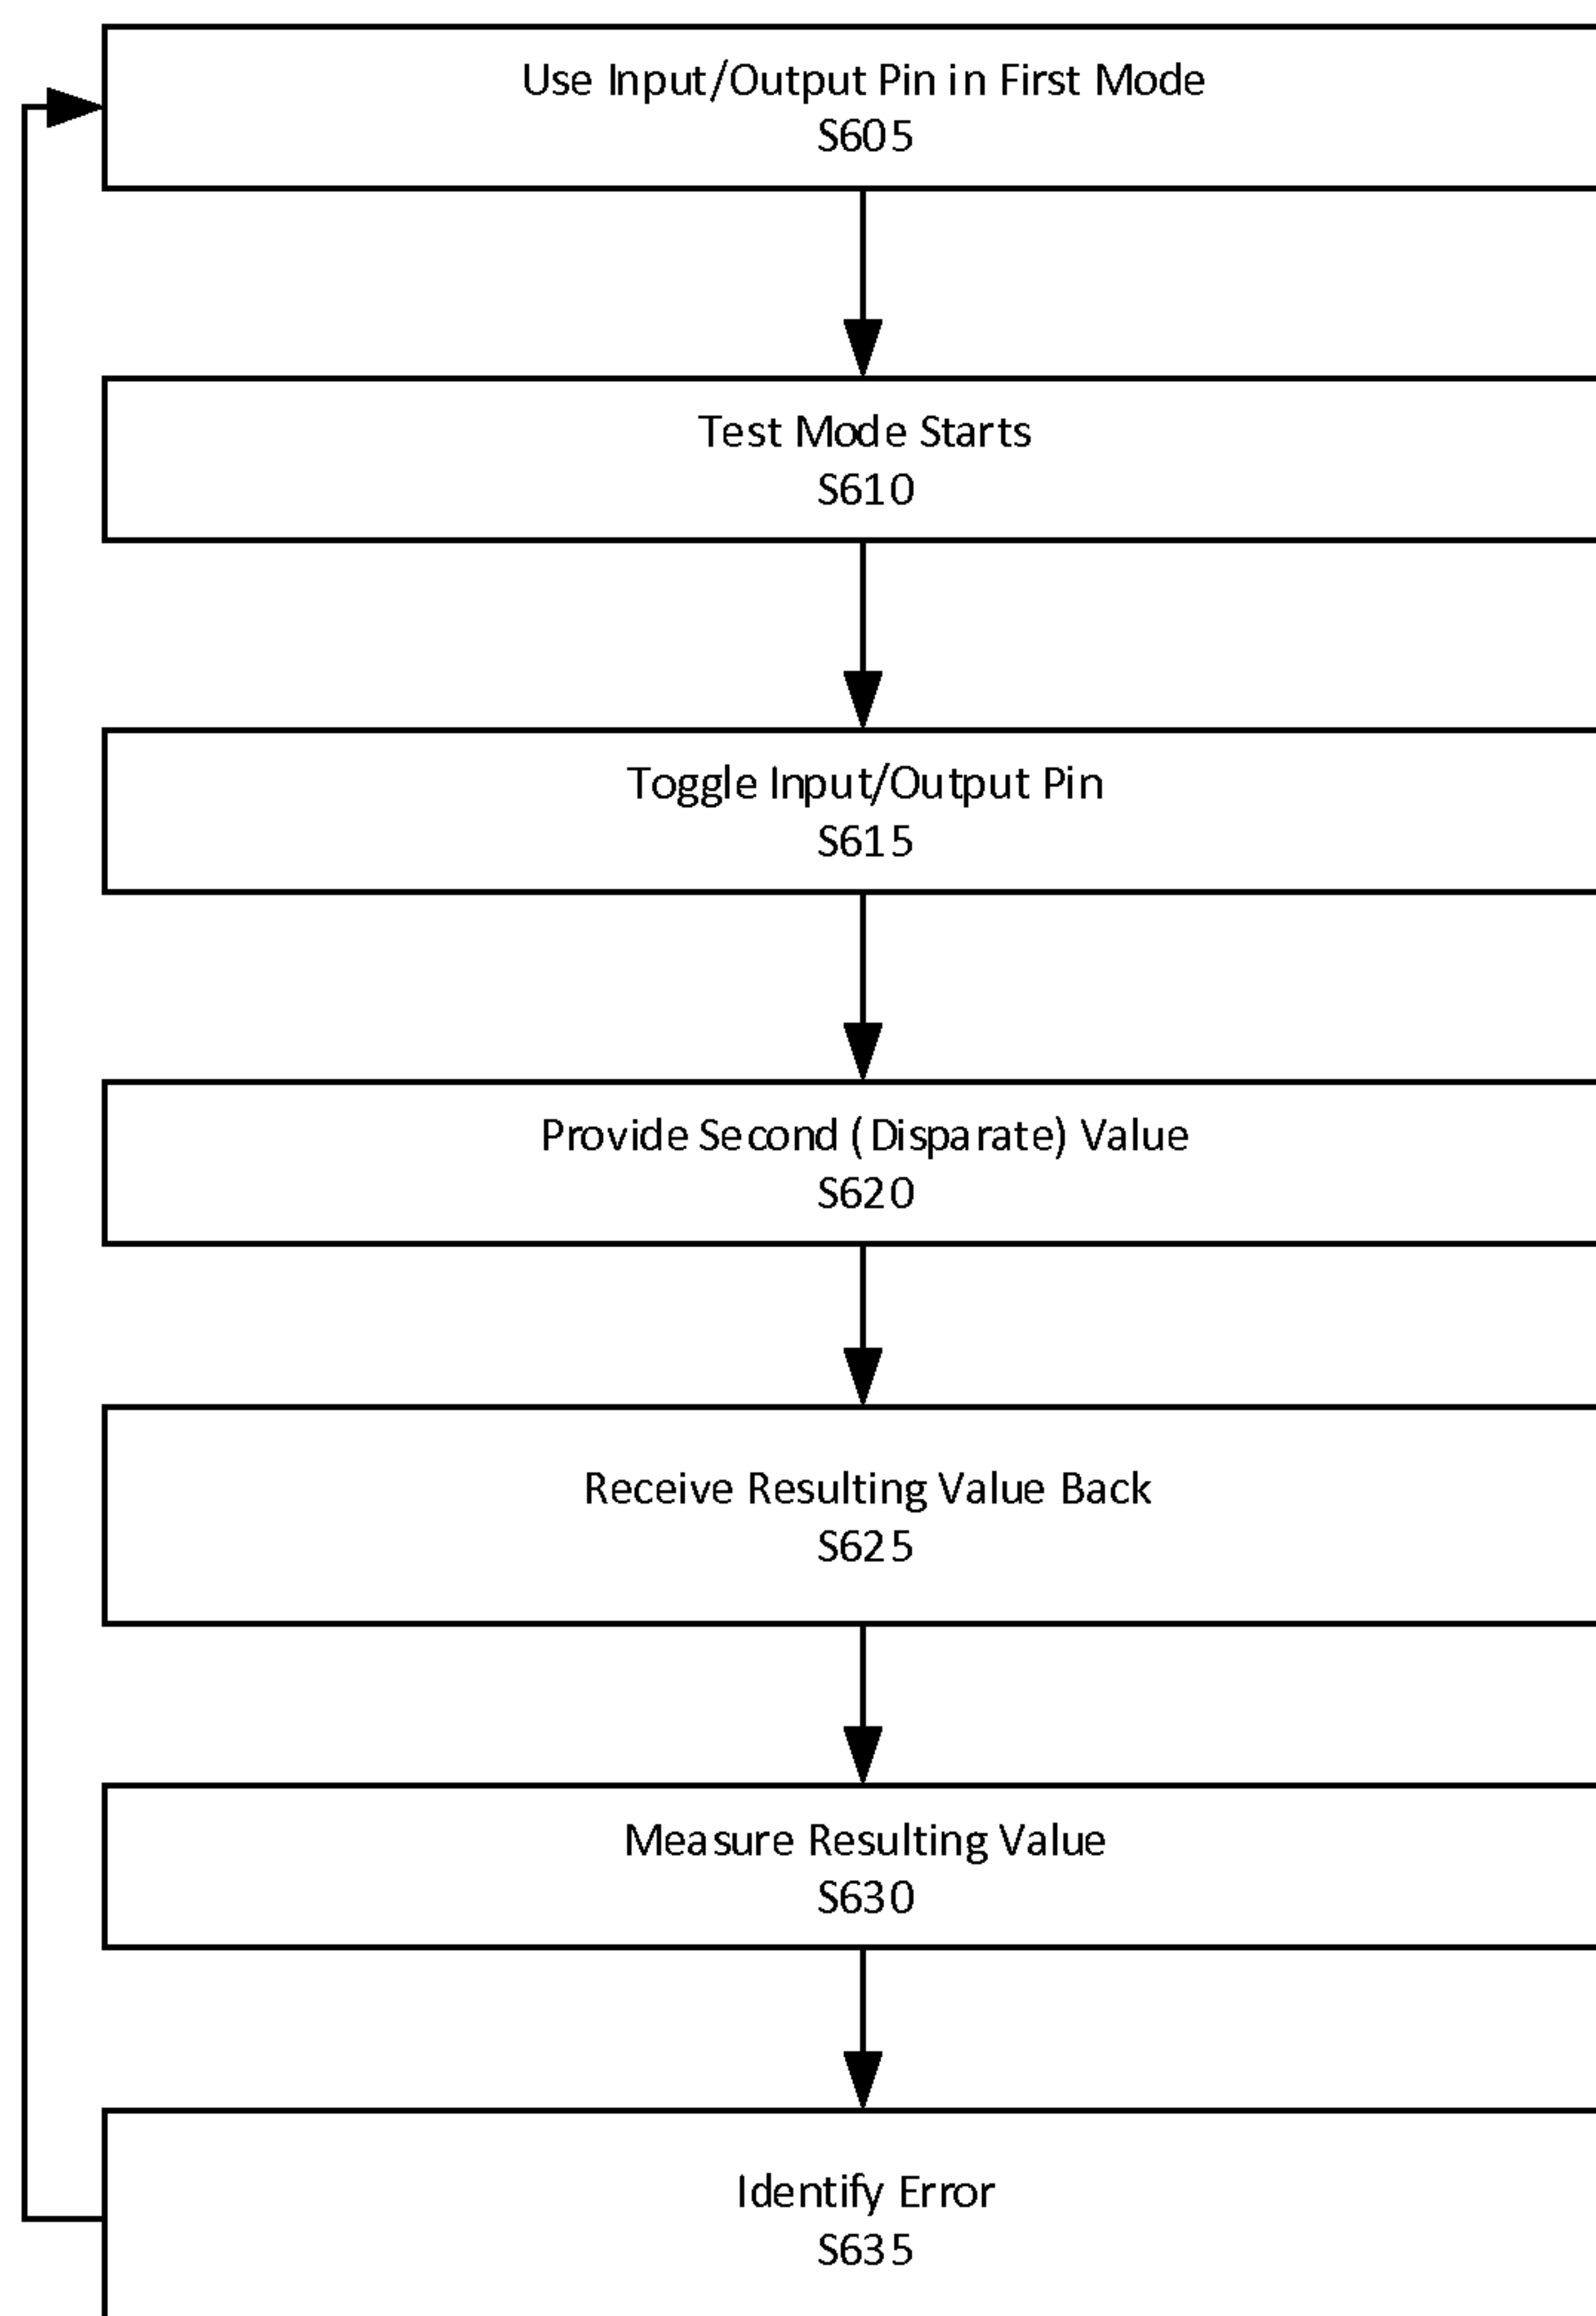 Use Input/Output Pin in First Mode
S605
Test Mode Starts
S610
Toggle Input/Output Pin
S615
Provide Second (Disparate) Value
S620
Receive Resulting Value Back
S625
Measure Resulting Value
S630
Identify Error
S635